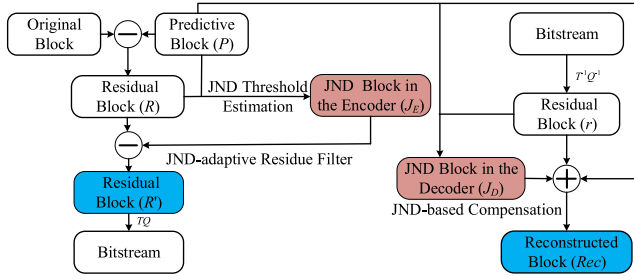 Original
Block
Predictive
Block (P)
Residual
Block (R)
JND Threshold
Estimation
JND Block in
the Encoder (J_E)
JND-adaptive Residue Filter
Residual
Block (R')
TQ
Bitstream
Bitstream
T⁻¹Q⁻¹
Residual
Block (r)
JND Block in the
Decoder (J_D)
JND-based Compensation
Reconstructed
Block (Rec)